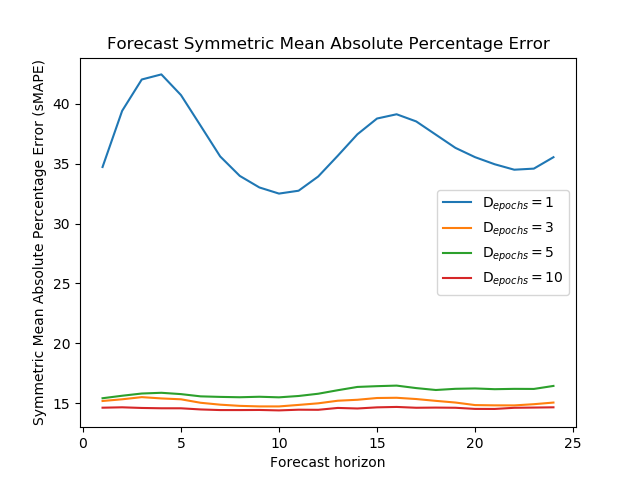 Forecast Symmetric Mean Absolute Percentage Error
Symmetric Mean Absolute Percentage Error (sMAPE)
40
35
30
25
20
15
D_epochs = 1
D_epochs = 3
D_epochs = 5
D_epochs = 10
0 5 10 15 20 25
Forecast horizon